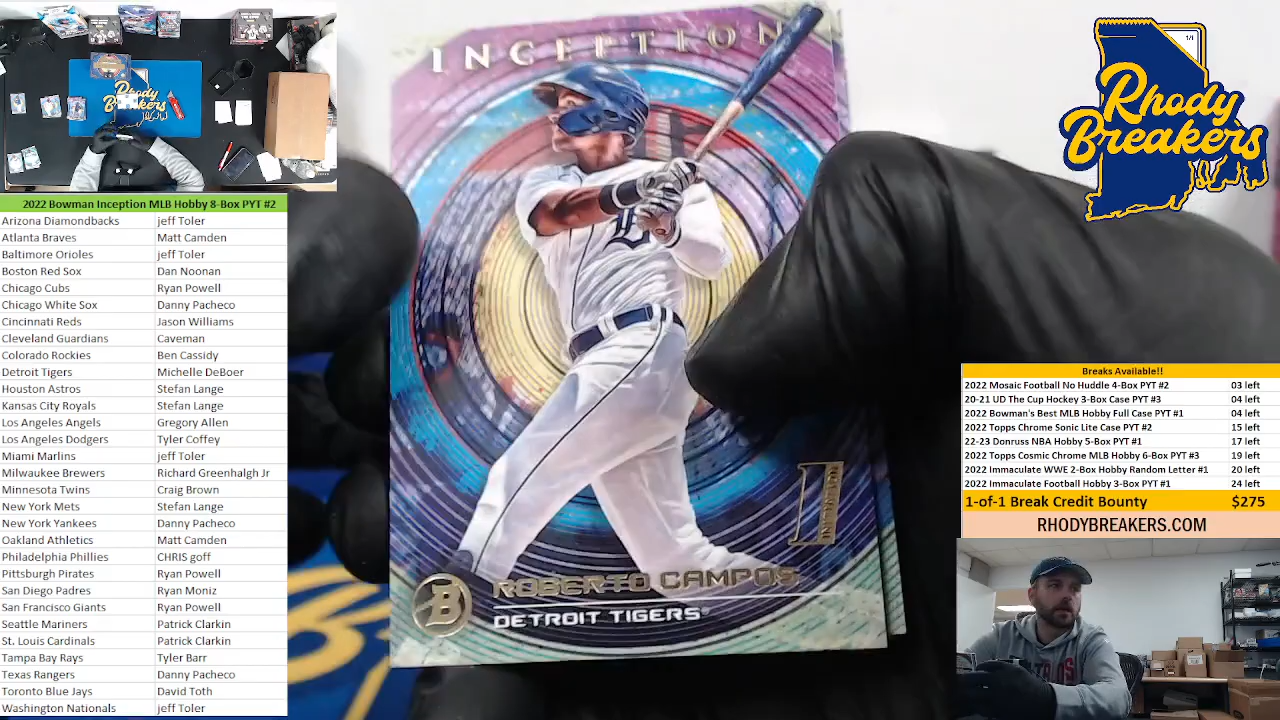 INCEPTION
ROBERTO CAMPOS
DETROIT TIGERS
B
Rhody
Breakers
1/1
Rhody
Breakers
2022 Bowman Inception MLB Hobby 8-Box PYT #2
Arizona Diamondbacks jeff Toler
Atlanta Braves Matt Camden
Baltimore Orioles jeff Toler
Boston Red Sox Dan Noonan
Chicago Cubs Ryan Powell
Chicago White Sox Danny Pacheco
Cincinnati Reds Jason Williams
Cleveland Guardians Caveman
Colorado Rockies Ben Cassidy
Detroit Tigers Michelle DeBoer
Houston Astros Stefan Lange
Kansas City Royals Stefan Lange
Los Angeles Angels Gregory Allen
Los Angeles Dodgers Tyler Coffey
Miami Marlins jeff Toler
Milwaukee Brewers Richard Greenhalgh Jr
Minnesota Twins Craig Brown
New York Mets Stefan Lange
New York Yankees Danny Pacheco
Oakland Athletics Matt Camden
Philadelphia Phillies CHRIS goff
Pittsburgh Pirates Ryan Powell
San Diego Padres Ryan Moniz
San Francisco Giants Ryan Powell
Seattle Mariners Patrick Clarkin
St. Louis Cardinals Patrick Clarkin
Tampa Bay Rays Tyler Barr
Texas Rangers Danny Pacheco
Toronto Blue Jays David Toth
Washington Nationals jeff Toler
Breaks Available!!
2022 Mosaic Football No Huddle 4-Box PYT #2 03 left
20-21 UD The Cup Hockey 3-Box Case PYT #3 04 left
2022 Bowman's Best MLB Hobby Full Case PYT #1 04 left
2022 Topps Chrome Sonic Lite Case PYT #2 15 left
22-23 Donruss NBA Hobby 5-Box PYT #1 17 left
2022 Topps Cosmic Chrome MLB Hobby 6-Box PYT #3 19 left
2022 Immaculate WWE 2-Box Hobby Random Letter #1 20 left
2022 Immaculate Football Hobby 3-Box PYT #1 24 left
1-of-1 Break Credit Bounty $275
RHODYBREAKERS.COM